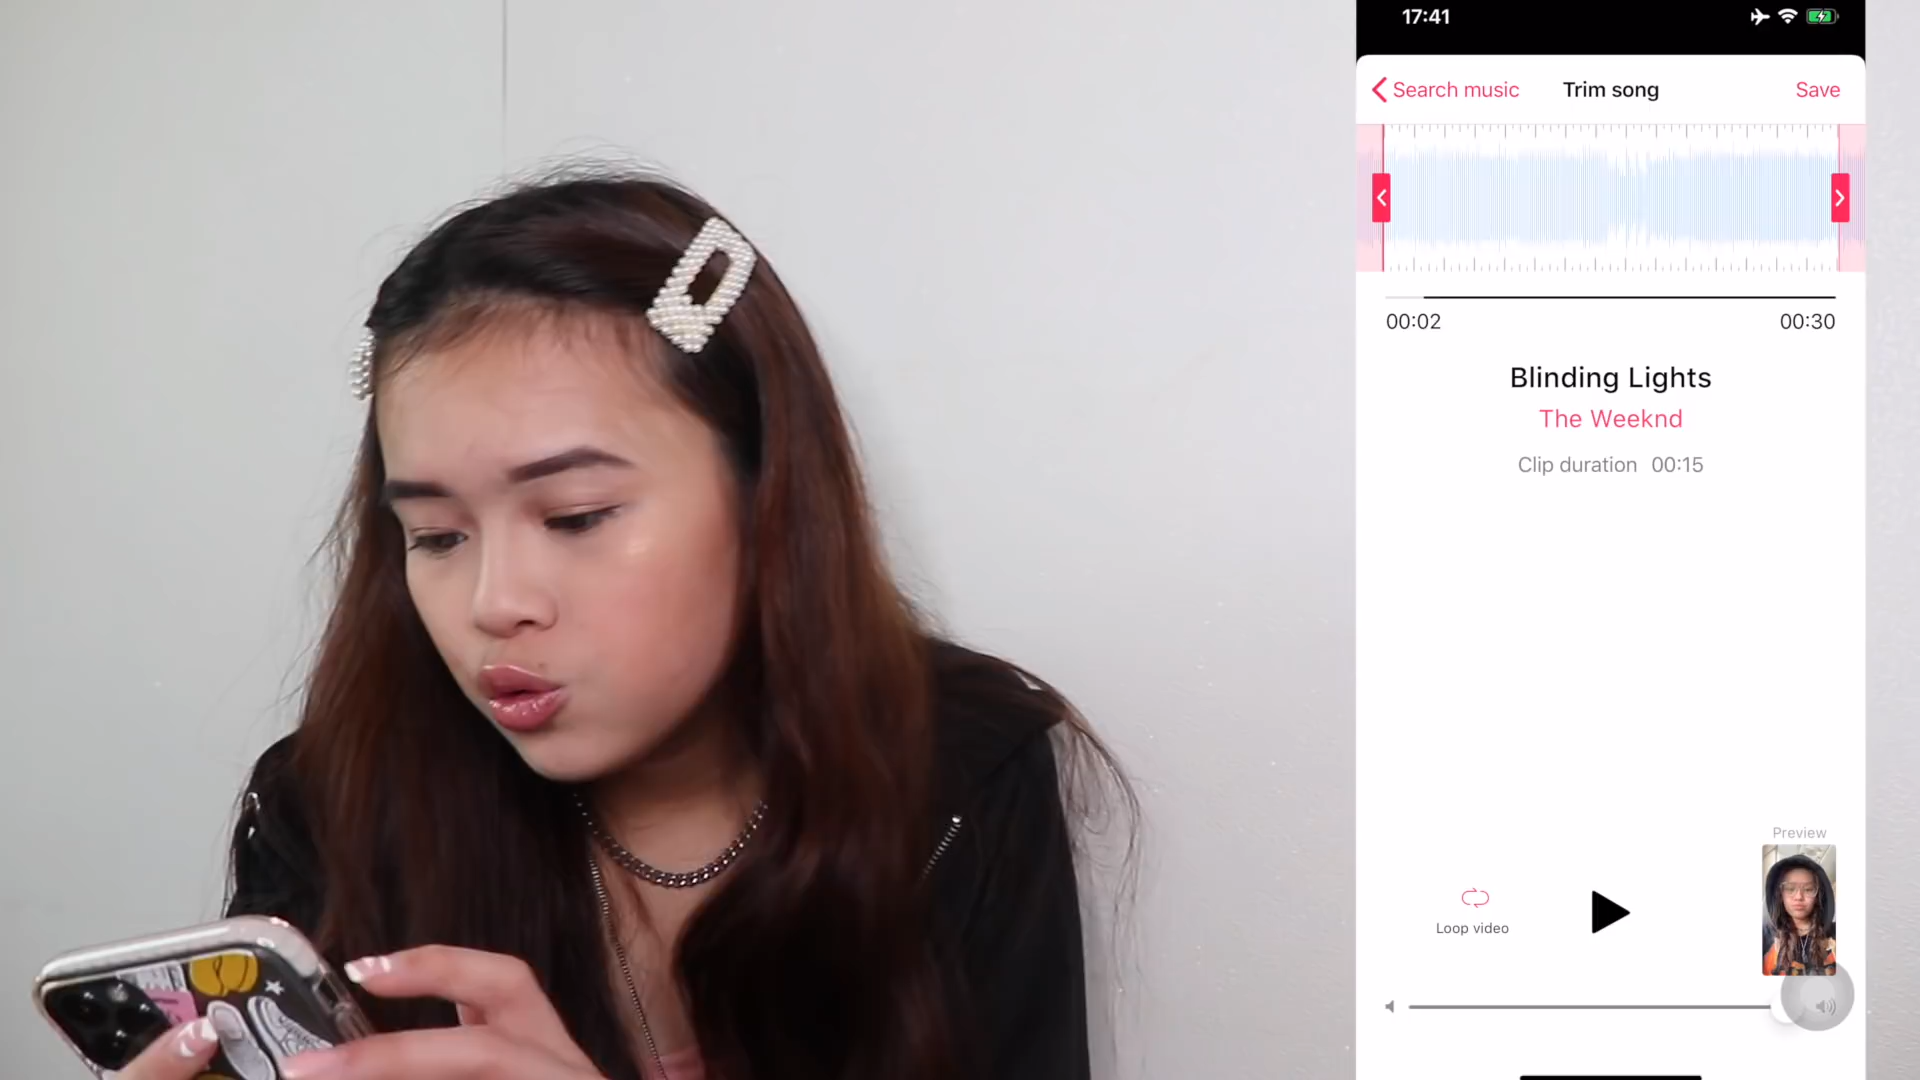 17:41
Search music
Trim song
Save
00:02
00:30
Blinding Lights
The Weeknd
Clip duration 00:15
Preview
Loop video